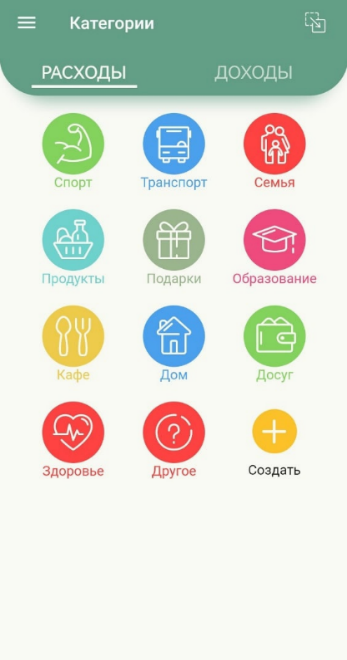 Категории
РАСХОДЫ ДОХОДЫ
Спорт Транспорт Семья
Продукты Подарки Образование
Кафе Дом Досуг
Здоровье Другое Создать